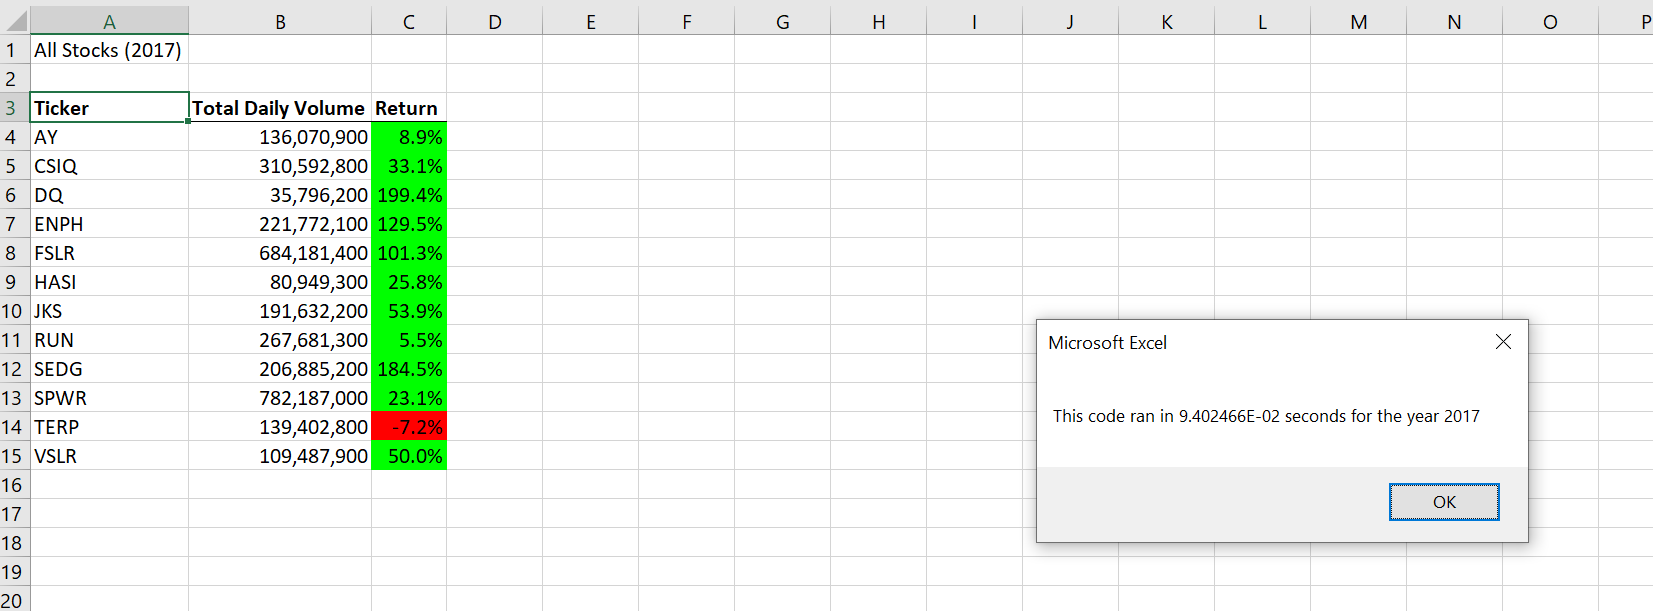 A B C D E F G H I J K L M N O P
1 All Stocks (2017)
2
3 Ticker Total Daily Volume Return
4 AY 136,070,900 8.9%
5 CSIQ 310,592,800 33.1%
6 DQ 35,796,200 199.4%
7 ENPH 221,772,100 129.5%
8 FSLR 684,181,400 101.3%
9 HASI 80,949,300 25.8%
10 JKS 191,632,200 53.9%
11 RUN 267,681,300 5.5%
12 SEDG 206,885,200 184.5%
13 SPWR 782,187,000 23.1%
14 TERP 139,402,800 -7.2%
15 VSLR 109,487,900 50.0%
16
17
18
19
20
Microsoft Excel
This code ran in 9.402466E-02 seconds for the year 2017
OK